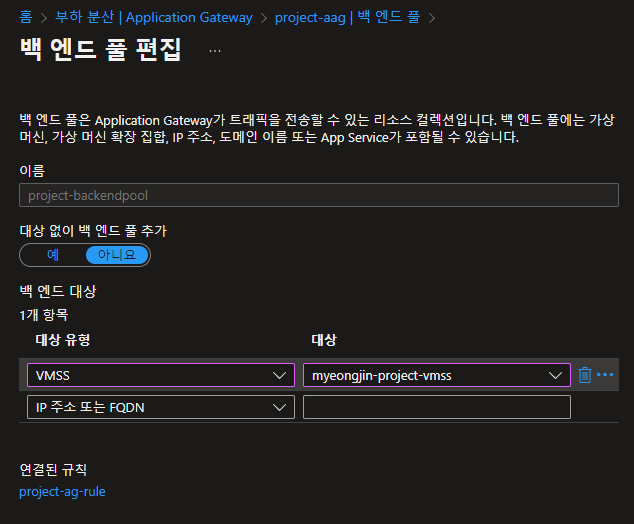 홈 > 부하 분산 | Application Gateway > project-aag | 백 엔드 풀 >
백 엔드 풀 편집 ...
백 엔드 풀은 Application Gateway가 트래픽을 전송할 수 있는 리소스 컬렉션입니다. 백 엔드 풀에는 가상
머신, 가상 머신 확장 집합, IP 주소, 도메인 이름 또는 App Service가 포함될 수 있습니다.
이름
project-backendpool
대상 없이 백 엔드 풀 추가
예 아니요
백 엔드 대상
1개 항목
대상 유형 대상
VMSS myeongjin-project-vmss
IP 주소 또는 FQDN
연결된 규칙
project-ag-rule